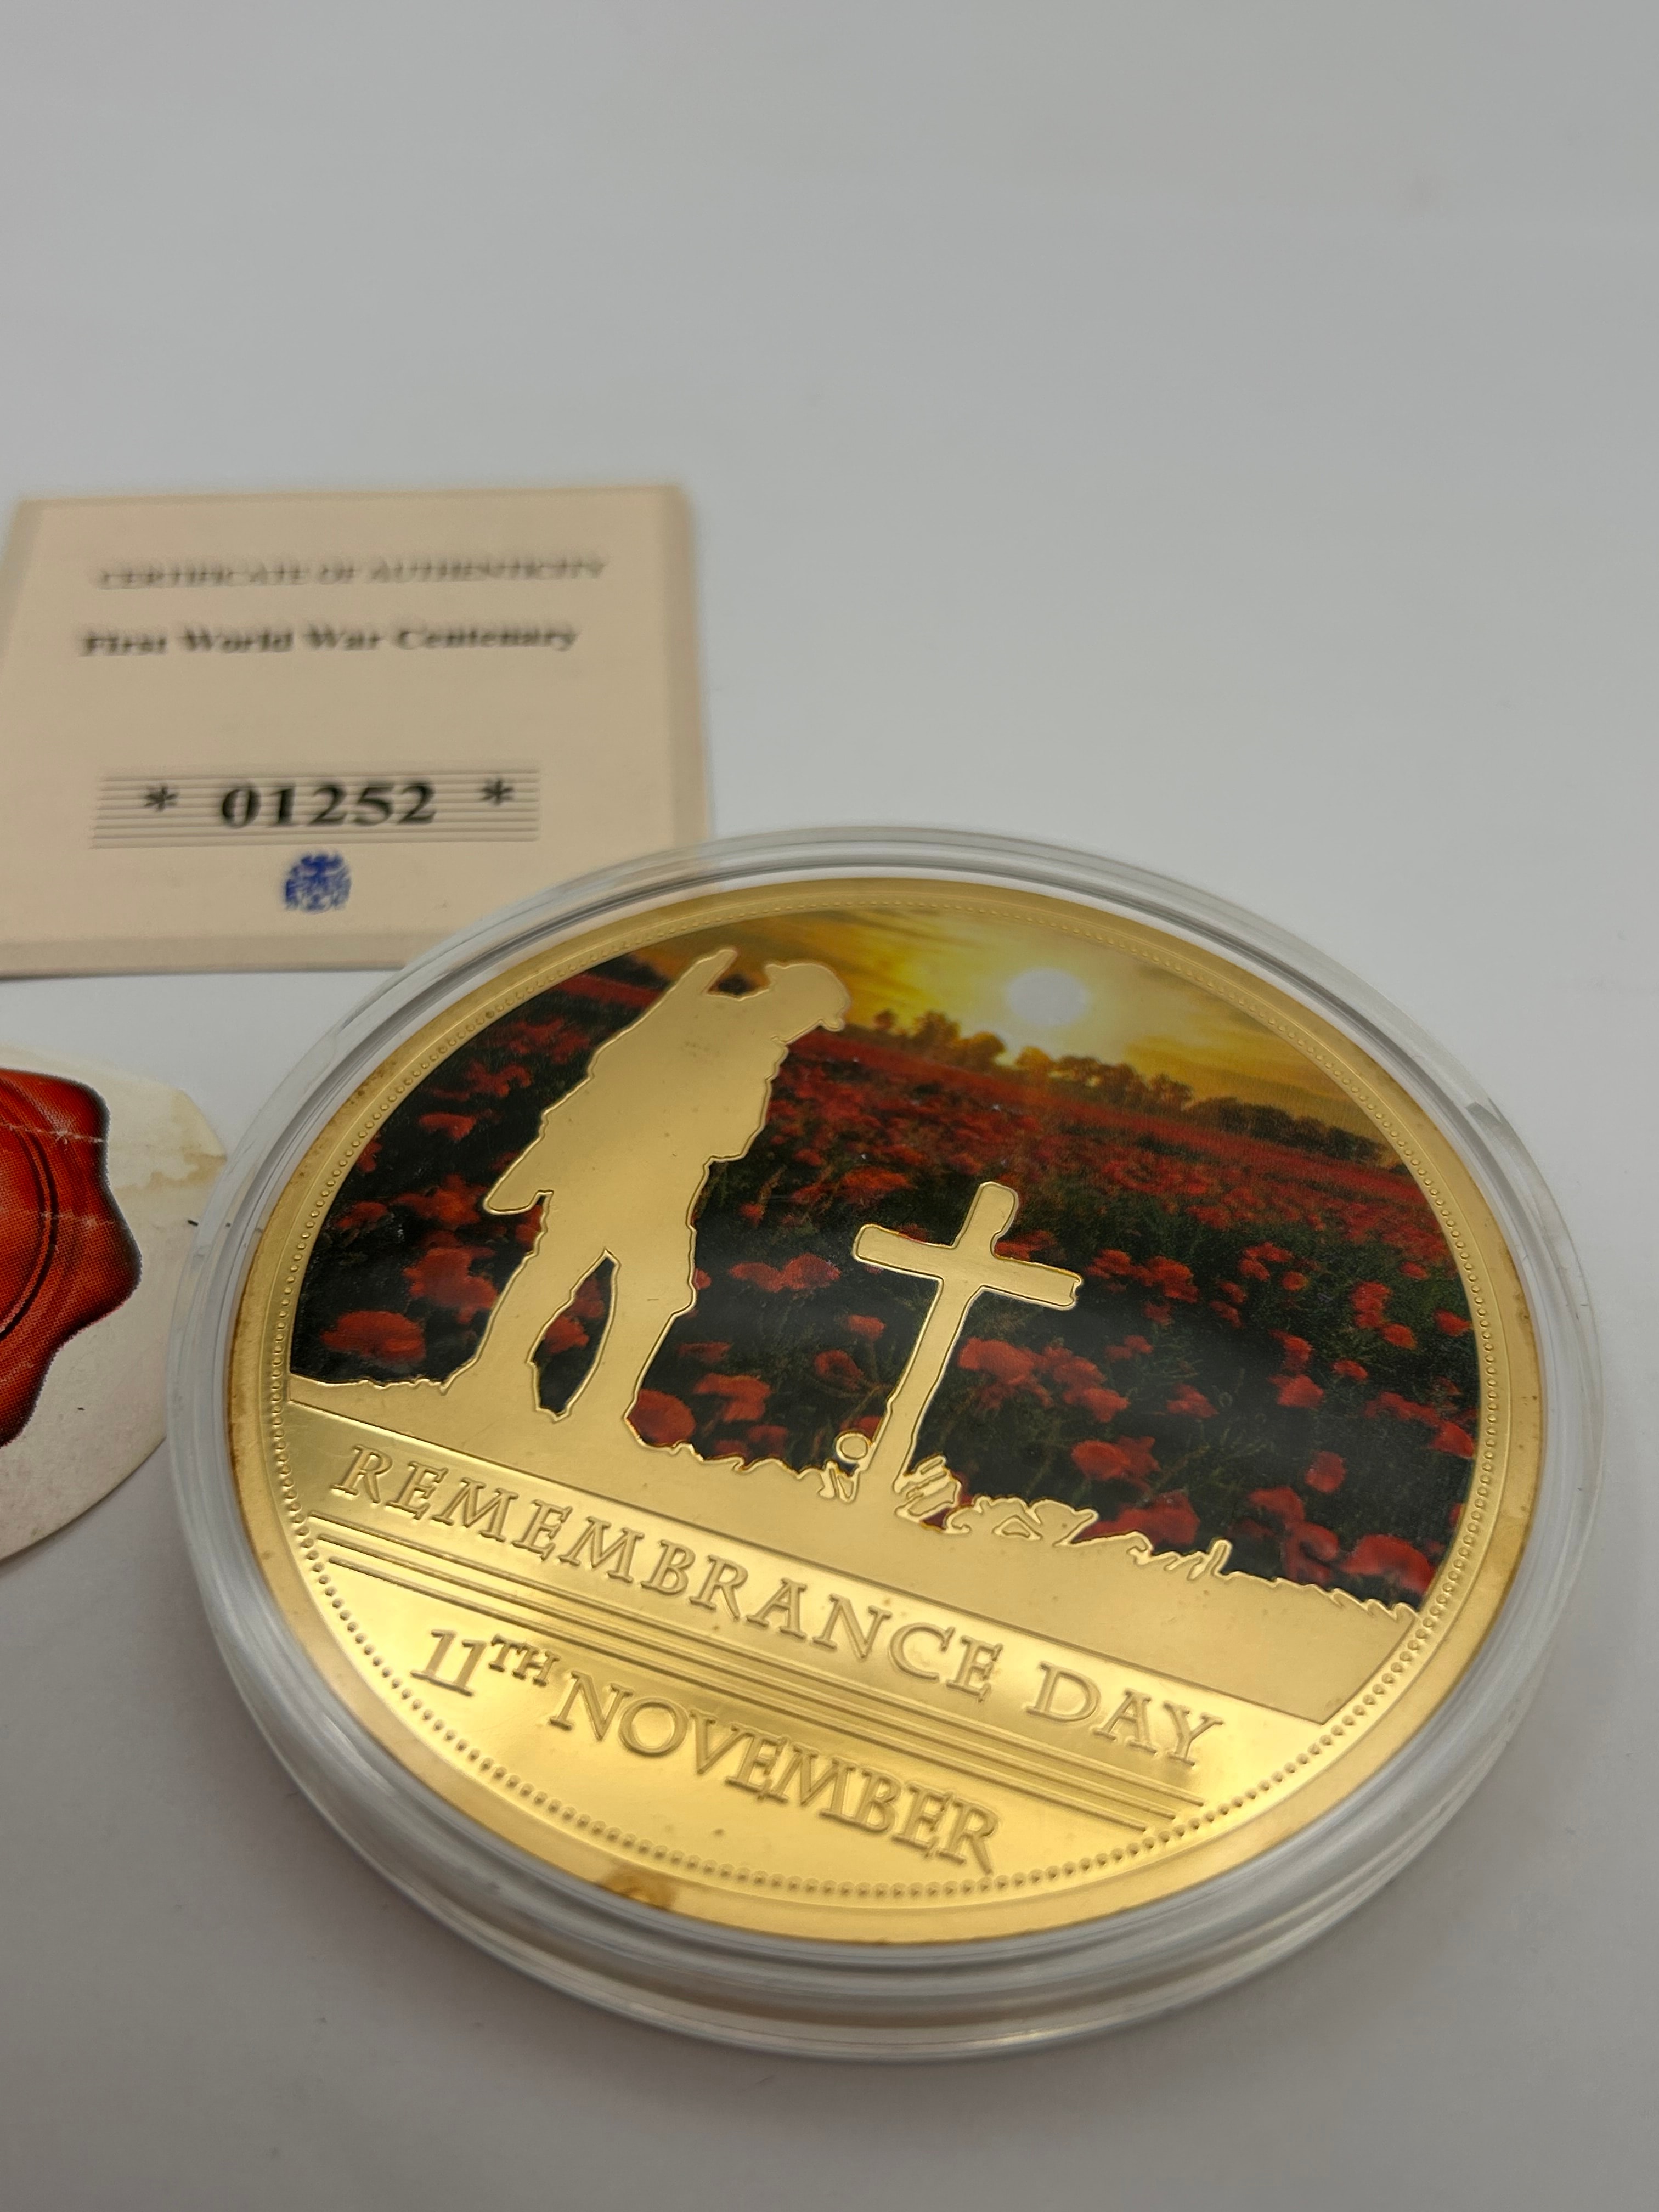 CERTIFICATE OF AUTHENTICITY
First World War Centenary
* 01252 *
REMEMBRANCE DAY
11TH NOVEMBER